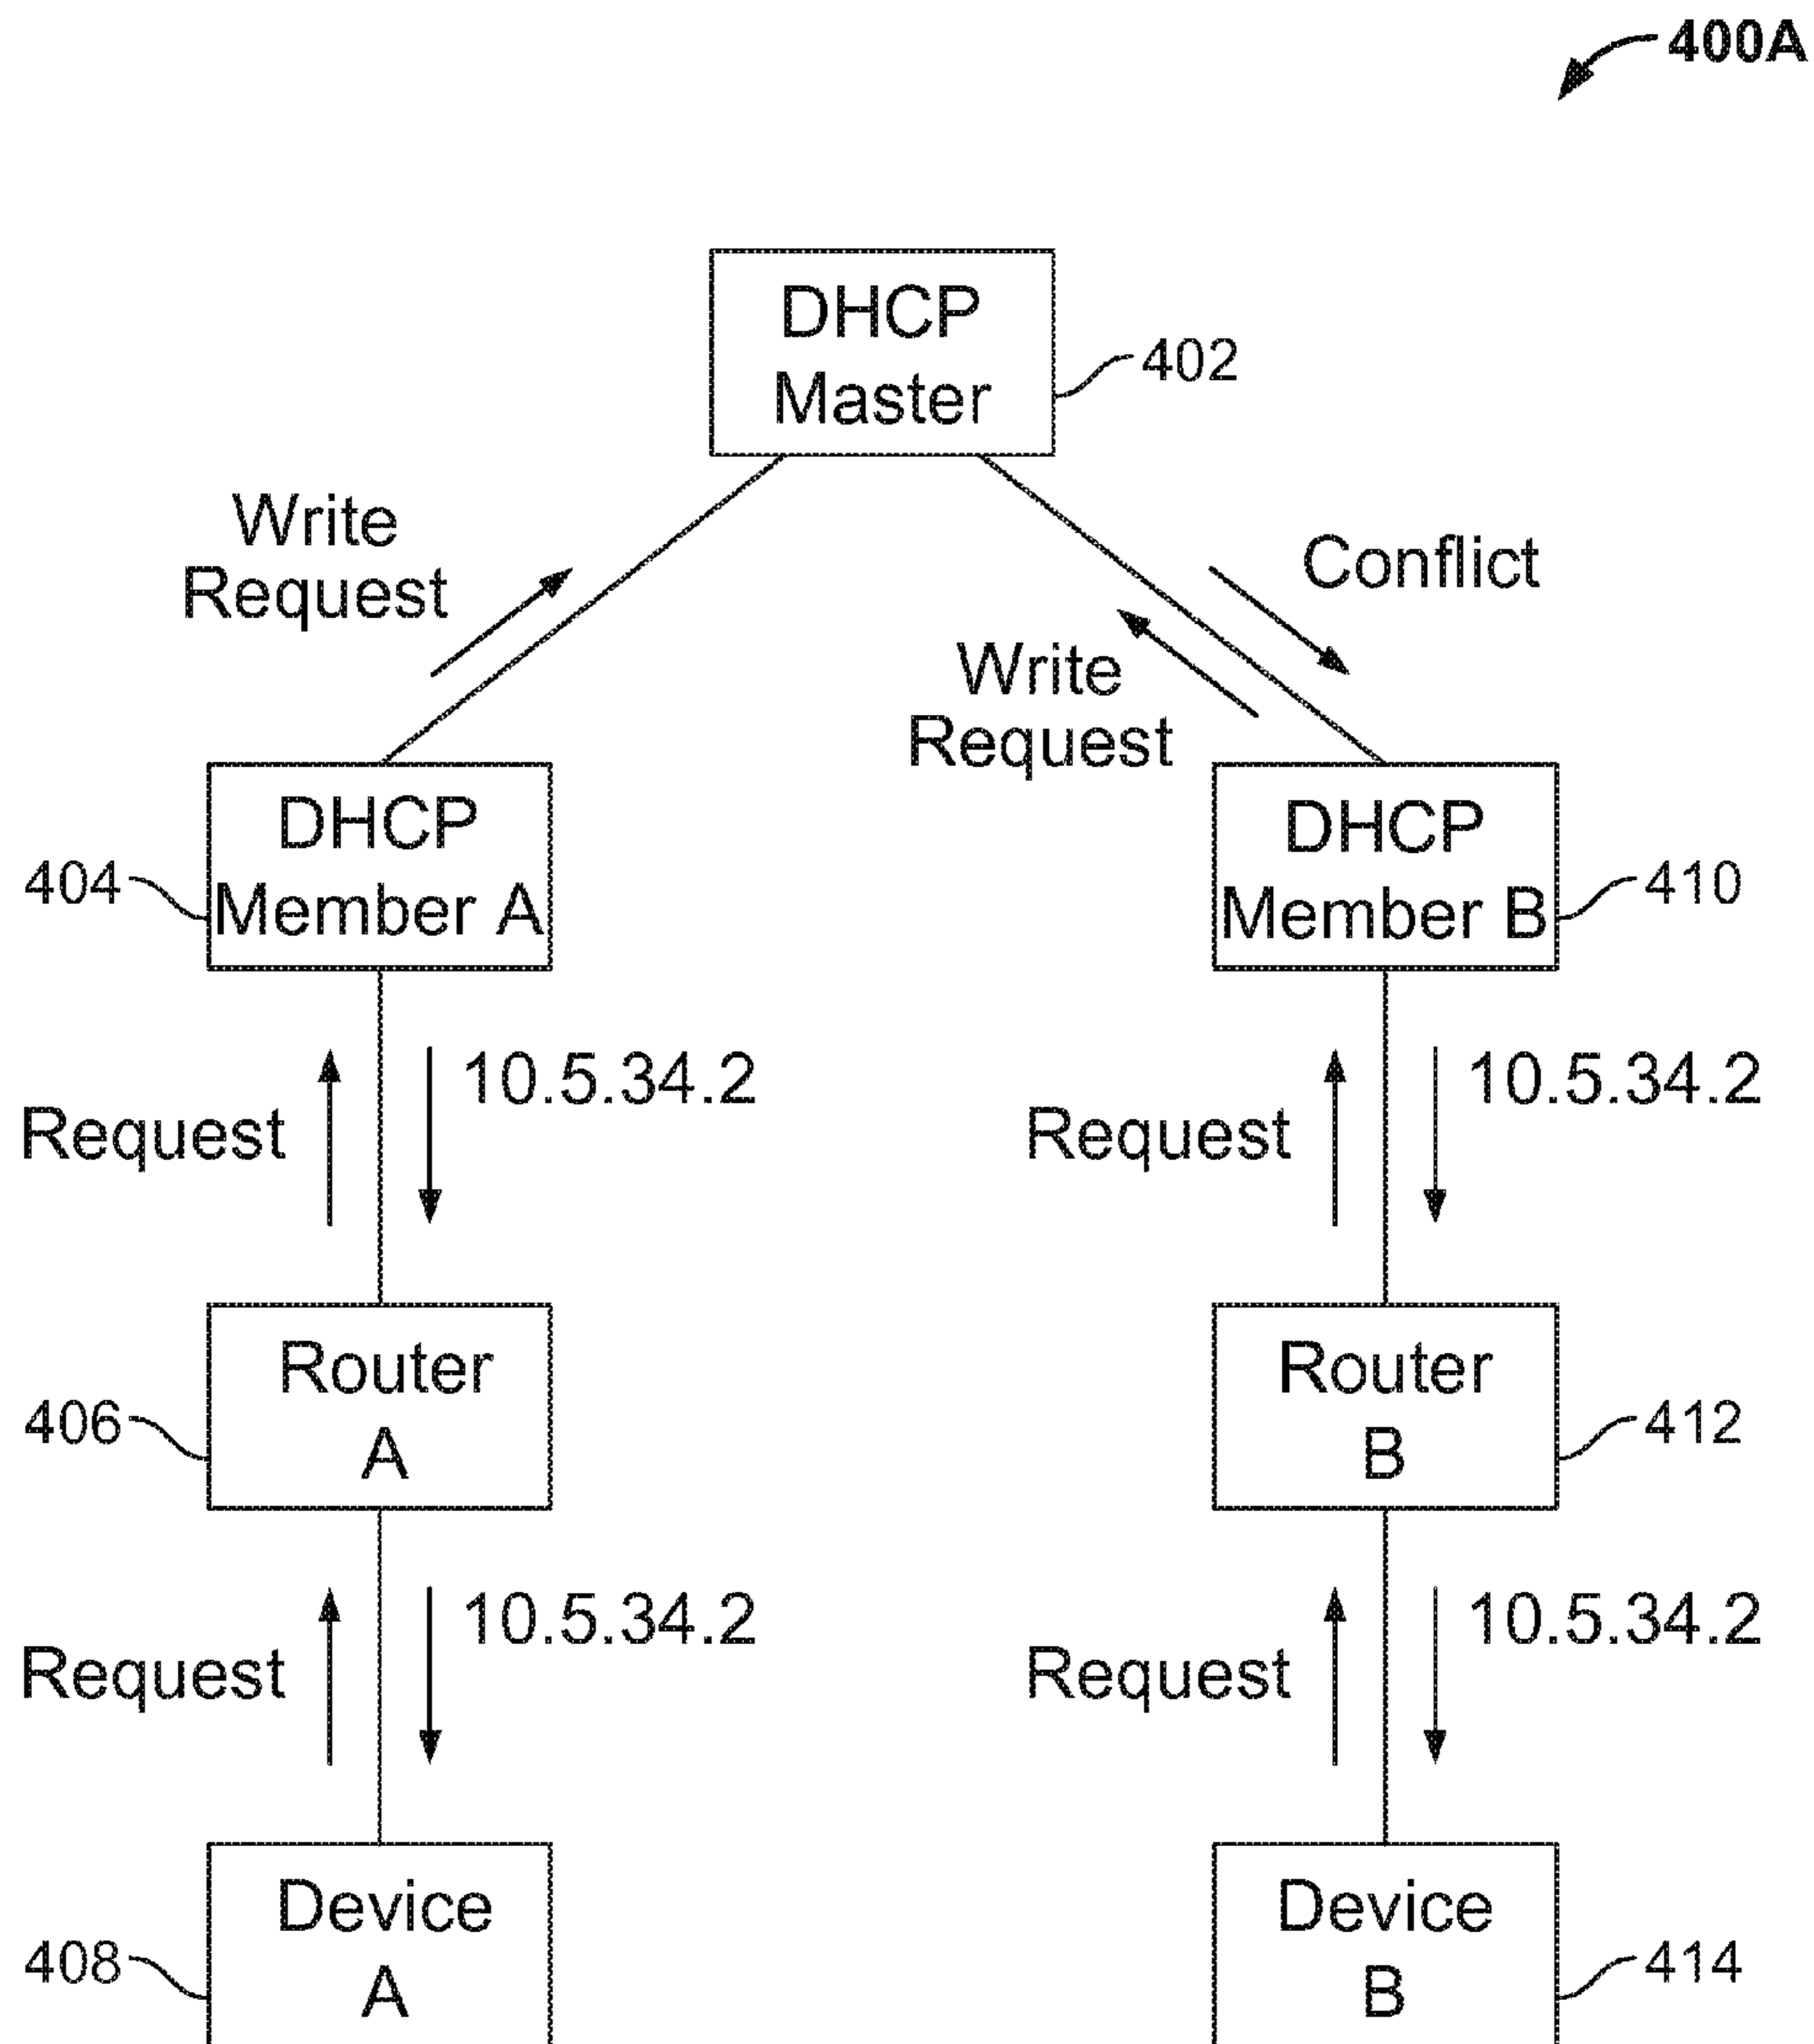 400A
DHCP
Master
402
Write
Request
Conflict
Write
Request
DHCP
Member A
404
DHCP
Member B
410
Request
10.5.34.2
Request
10.5.34.2
Router
A
406
Router
B
412
Request
10.5.34.2
Request
10.5.34.2
Device
A
408
Device
B
414